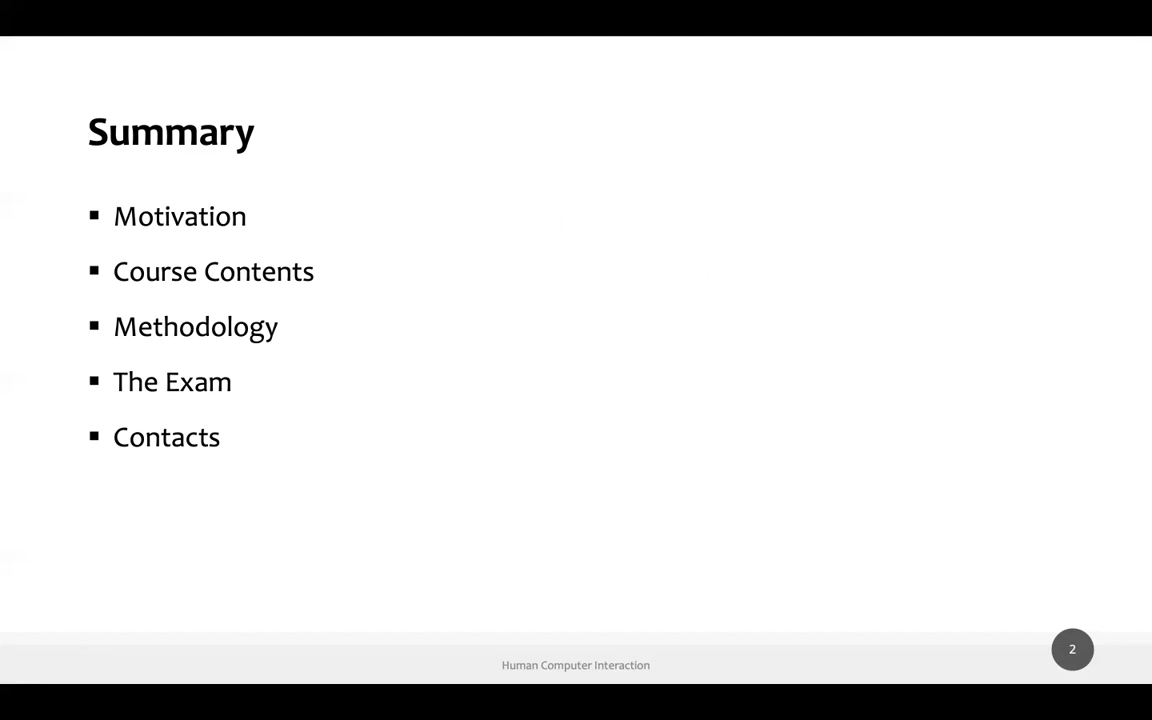 Summary
▪ Motivation
▪ Course Contents
▪ Methodology
▪ The Exam
▪ Contacts
Human Computer Interaction
2